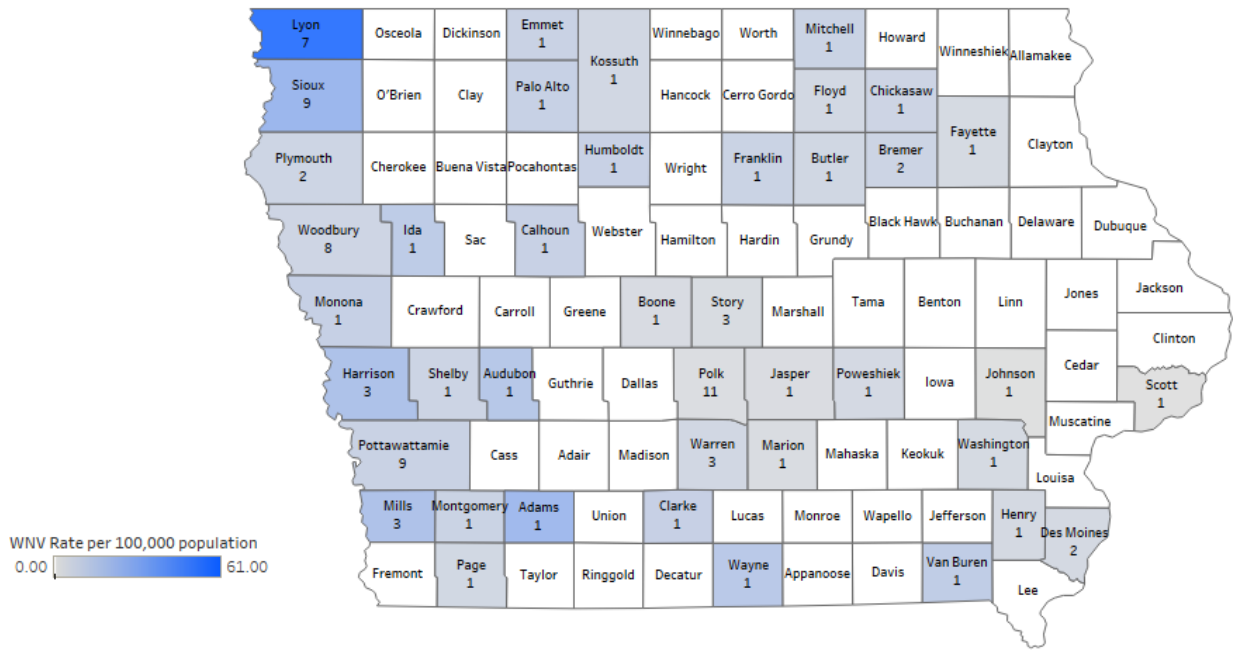 Lyon
7
Osceola
Dickinson
Emmet
1
Kossuth
1
Winnebago
Worth
Mitchell
1
Howard
Winneshiek
Allamakee
Sioux
9
O'Brien
Clay
Palo Alto
1
Hancock
Cerro Gordo
Floyd
1
Chickasaw
1
Fayette
1
Clayton
Plymouth
2
Cherokee
Buena Vista
Pocahontas
Humboldt
1
Wright
Franklin
1
Butler
1
Bremer
2
Woodbury
8
Ida
1
Sac
Calhoun
1
Webster
Hamilton
Hardin
Grundy
Black Hawk
Buchanan
Delaware
Dubuque
Monona
1
Crawford
Carroll
Greene
Boone
1
Story
3
Marshall
Tama
Benton
Linn
Jones
Jackson
Clinton
Harrison
3
Shelby
1
Audubon
1
Guthrie
Dallas
Polk
11
Jasper
1
Poweshiek
1
Iowa
Johnson
1
Cedar
Scott
1
Muscatine
Pottawattamie
9
Cass
Adair
Madison
Warren
3
Marion
1
Mahaska
Keokuk
Washington
1
Louisa
Mills
3
Montgomery
1
Adams
1
Union
Clarke
1
Lucas
Monroe
Wapello
Jefferson
Henry
1
Des Moines
2
Fremont
Page
1
Taylor
Ringgold
Decatur
Wayne
1
Appanoose
Davis
Van Buren
1
Lee
WNV Rate per 100,000 population
0.00 61.00